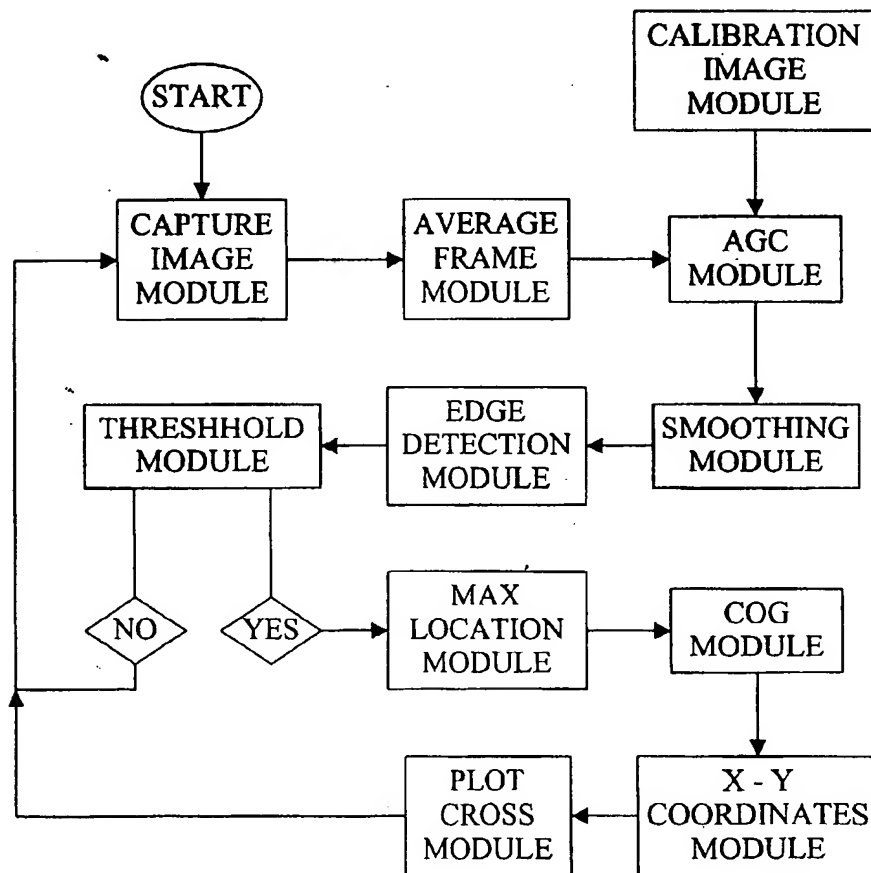 CALIBRATION
IMAGE
MODULE
START
CAPTURE
IMAGE
MODULE
AVERAGE
FRAME
MODULE
AGC
MODULE
THRESHHOLD
MODULE
EDGE
DETECTION
MODULE
SMOOTHING
MODULE
NO
YES
MAX
LOCATION
MODULE
COG
MODULE
PLOT
CROSS
MODULE
X - Y
COORDINATES
MODULE